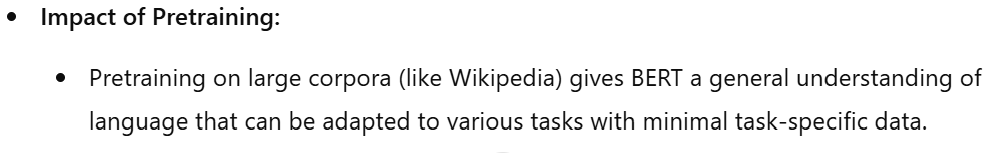 • Impact of Pretraining:
• Pretraining on large corpora (like Wikipedia) gives BERT a general understanding of
language that can be adapted to various tasks with minimal task-specific data.